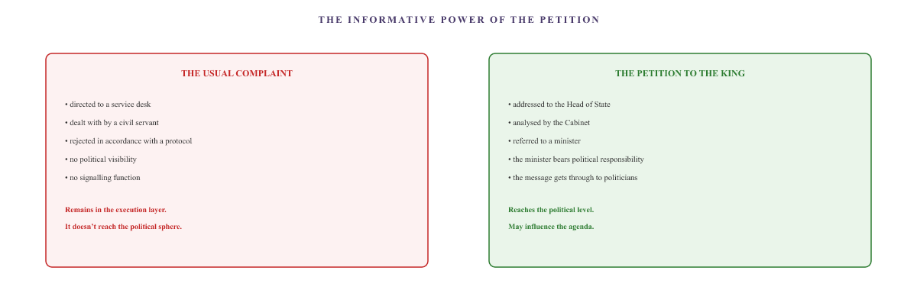 THE INFORMATIVE POWER OF THE PETITION
THE USUAL COMPLAINT
• directed to a service desk
• dealt with by a civil servant
• rejected in accordance with a protocol
• no political visibility
• no signalling function
Remains in the execution layer.
It doesn't reach the political sphere.
THE PETITION TO THE KING
• addressed to the Head of State
• analysed by the Cabinet
• referred to a minister
• the minister bears political responsibility
• the message gets through to politicians
Reaches the political level.
May influence the agenda.